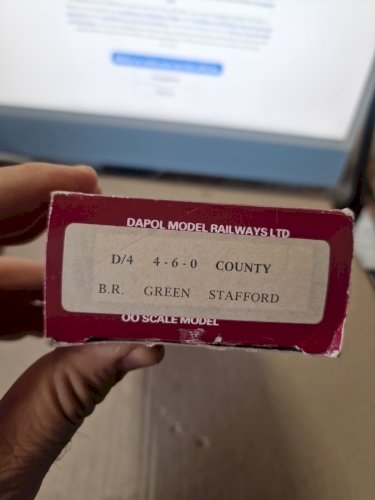 DAPOL MODEL RAILWAYS LTD
D/4 4-6-0 COUNTY
B.R. GREEN STAFFORD
OO SCALE MODEL